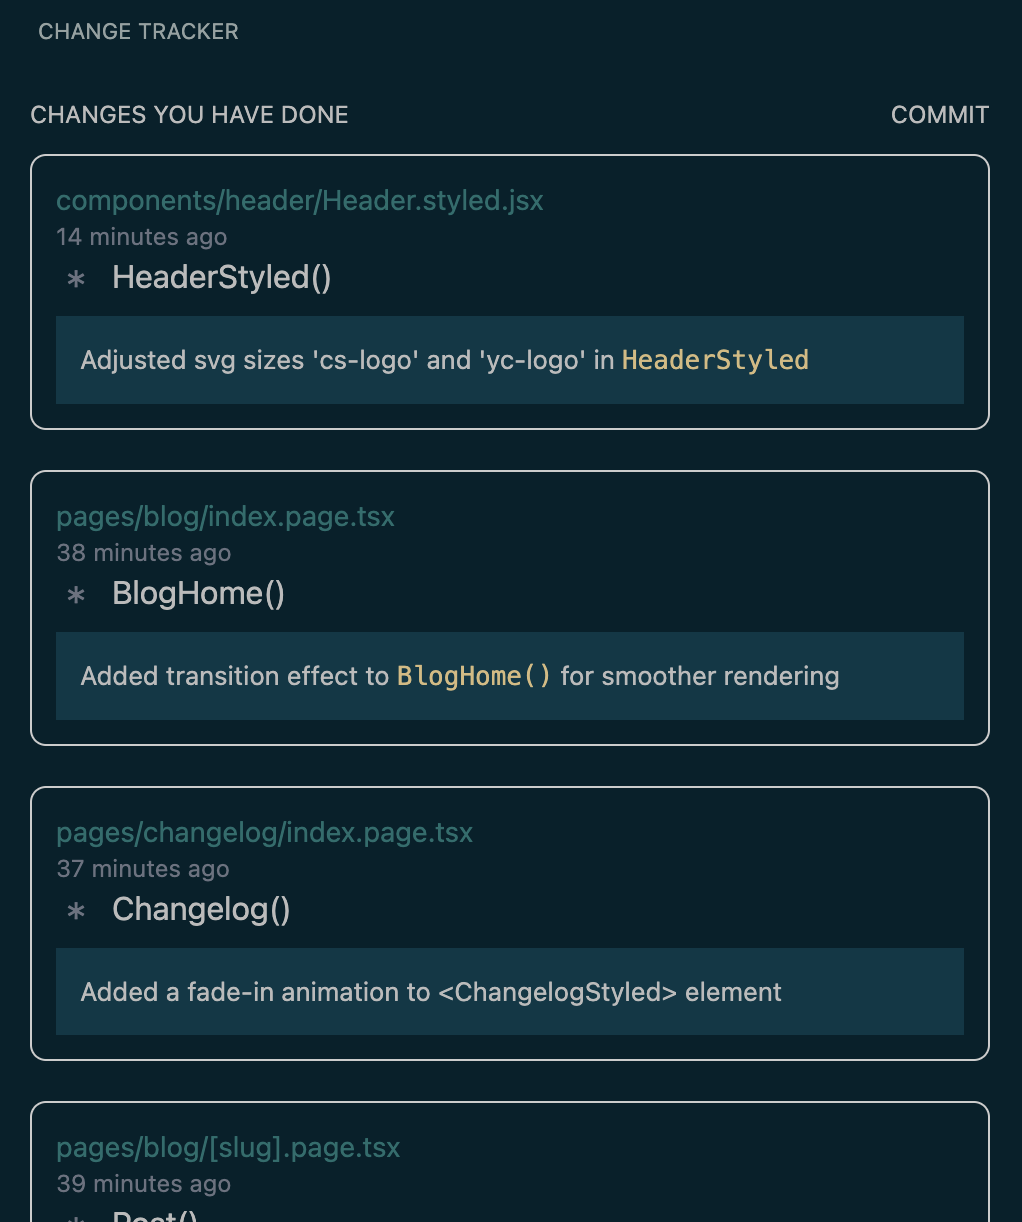 CHANGE TRACKER
CHANGES YOU HAVE DONE COMMIT
components/header/Header.styled.jsx
14 minutes ago
* HeaderStyled()
Adjusted svg sizes 'cs-logo' and 'yc-logo' in HeaderStyled
pages/blog/index.page.tsx
38 minutes ago
* BlogHome()
Added transition effect to BlogHome() for smoother rendering
pages/changelog/index.page.tsx
37 minutes ago
* Changelog()
Added a fade-in animation to <ChangelogStyled> element
pages/blog/[slug].page.tsx
39 minutes ago
* Post()